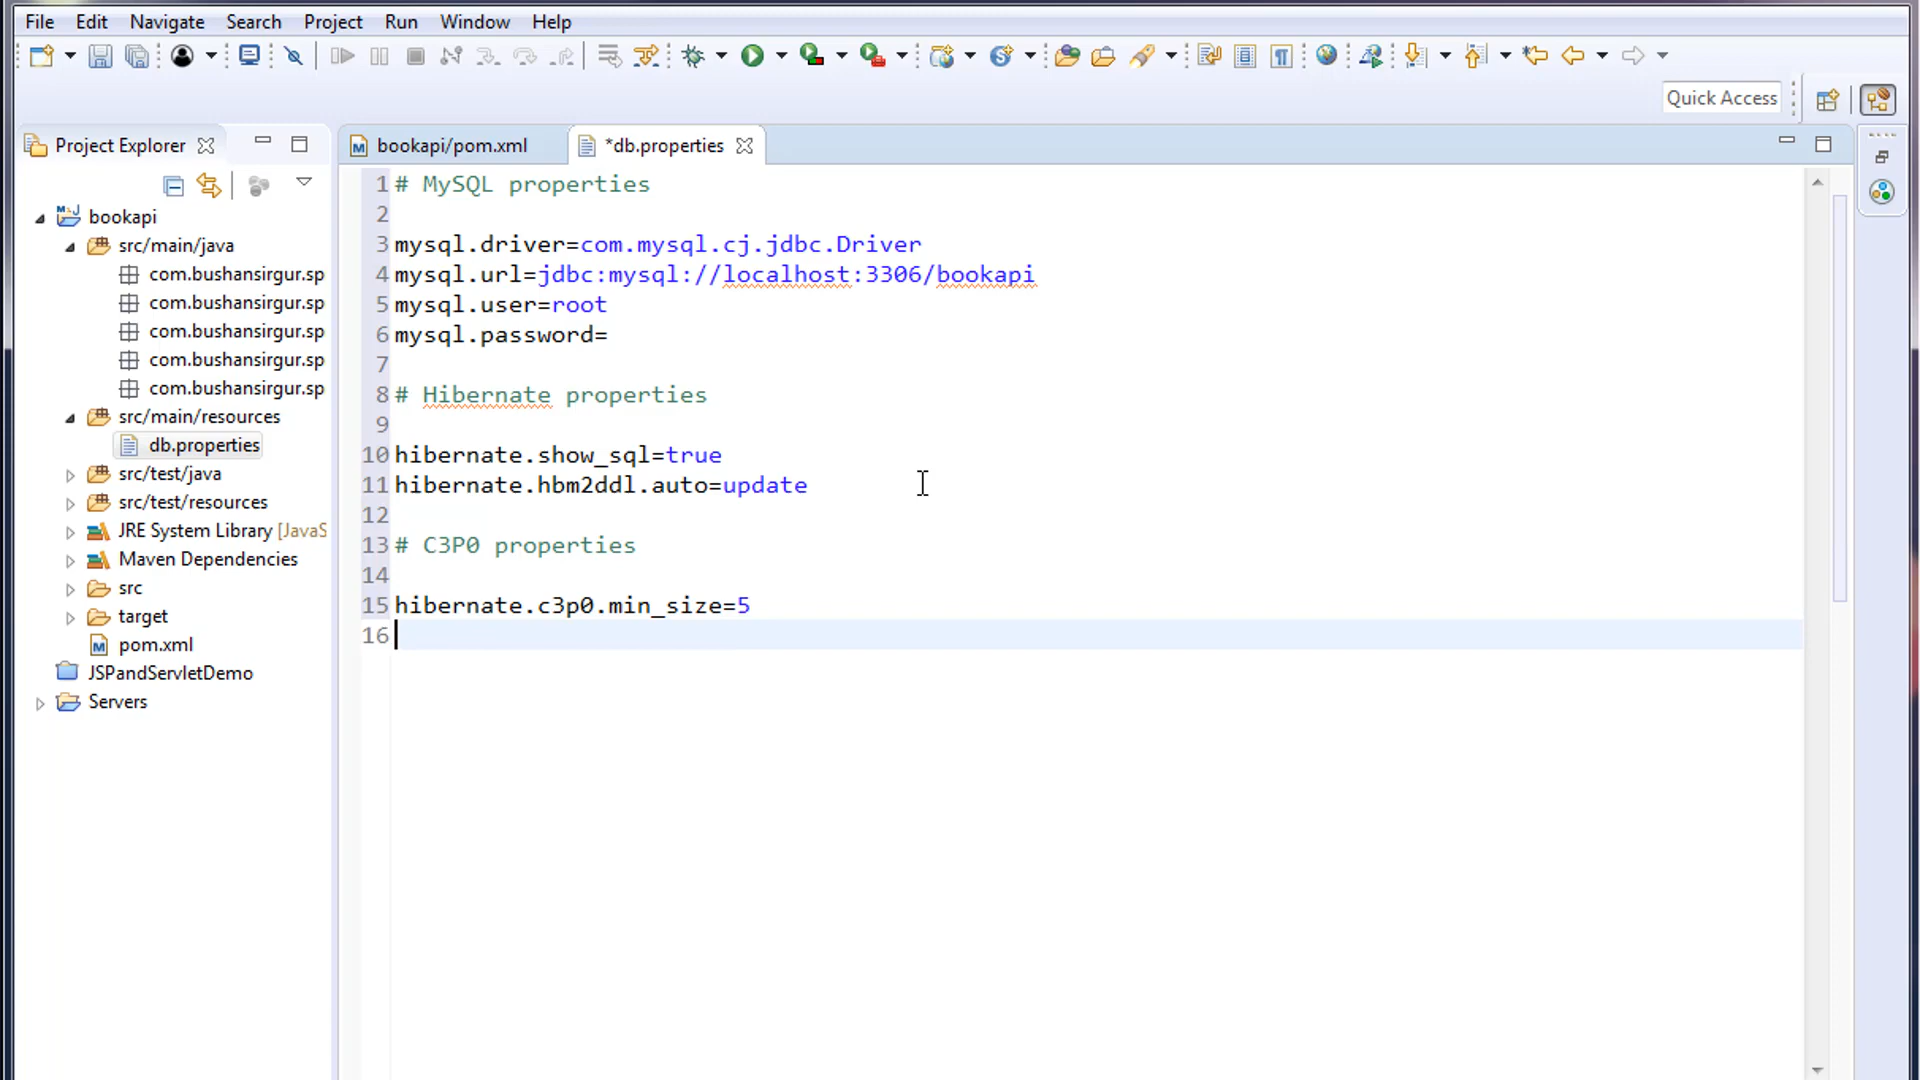 File Edit Navigate Search Project Run Window Help
Quick Access
Project Explorer
bookapi/pom.xml
*db.properties
bookapi
src/main/java
com.bushansirgur.sp
com.bushansirgur.sp
com.bushansirgur.sp
com.bushansirgur.sp
com.bushansirgur.sp
src/main/resources
db.properties
src/test/java
src/test/resources
JRE System Library [JavaS
Maven Dependencies
src
target
pom.xml
JSPandServletDemo
Servers
1 # MySQL properties
2
3 mysql.driver=com.mysql.cj.jdbc.Driver
4 mysql.url=jdbc:mysql://localhost:3306/bookapi
5 mysql.user=root
6 mysql.password=
7
8 # Hibernate properties
9
10 hibernate.show_sql=true
11 hibernate.hbm2ddl.auto=update
12
13 # C3P0 properties
14
15 hibernate.c3p0.min_size=5
16